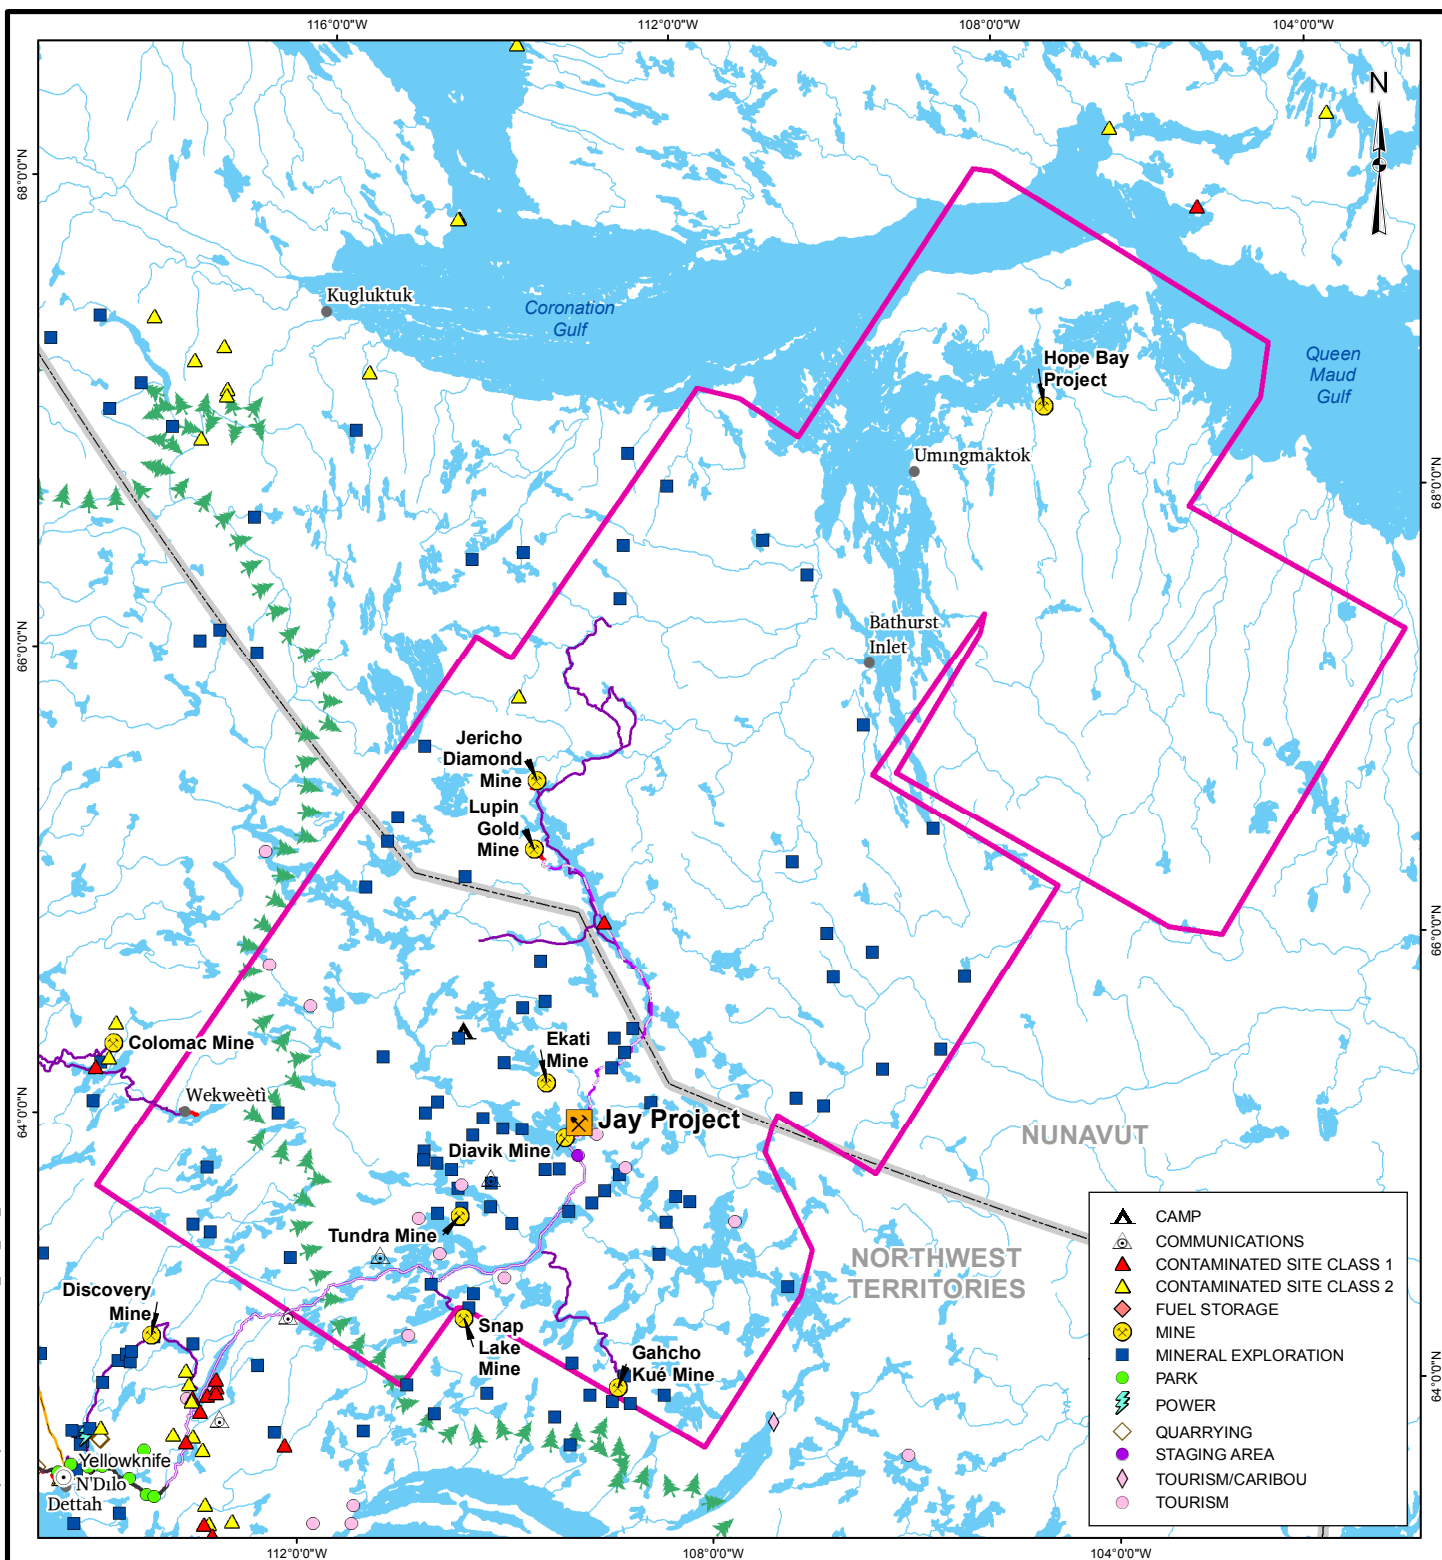 116°0'0"W
112°0'0"W
108°0'0"W
104°0'0"W
N
68°0'0"N
Kugluktuk
Coronation
Gulf
Queen
Maud
Gulf
Hope Bay
Project
Umıngmaktok
68°0'0"N
Bathurst
Inlet
66°0'0"N
Jericho
Diamond
Mine
Lupin
Gold
Mine
66°0'0"N
Colomac Mine
Ekati
Mine
Wekweètì
64°0'0"N
Jay Project
Diavik Mine
NUNAVUT
Tundra Mine
NORTHWEST
TERRITORIES
Discovery
Mine
Snap
Lake
Mine
Gahcho
Kué Mine
64°0'0"N
Yellowknife
N'Dılo
Dettah
CAMP
COMMUNICATIONS
CONTAMINATED SITE CLASS 1
CONTAMINATED SITE CLASS 2
FUEL STORAGE
MINE
MINERAL EXPLORATION
PARK
POWER
QUARRYING
STAGING AREA
TOURISM/CARIBOU
TOURISM
112°0'0"W
108°0'0"W
104°0'0"W